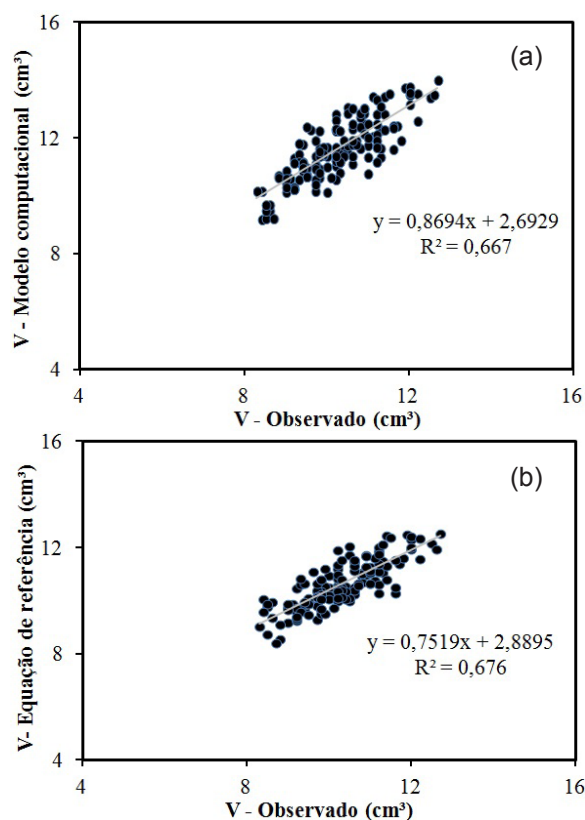 16
(a)
V - Modelo computacional (cm³)
12
8
y = 0,8694x + 2,6929
R² = 0,667
4
4
8
12
16
V - Observado (cm³)
16
(b)
V- Equação de referência (cm³)
12
8
y = 0,7519x + 2,8895
R² = 0,676
4
4
8
12
16
V - Observado (cm³)